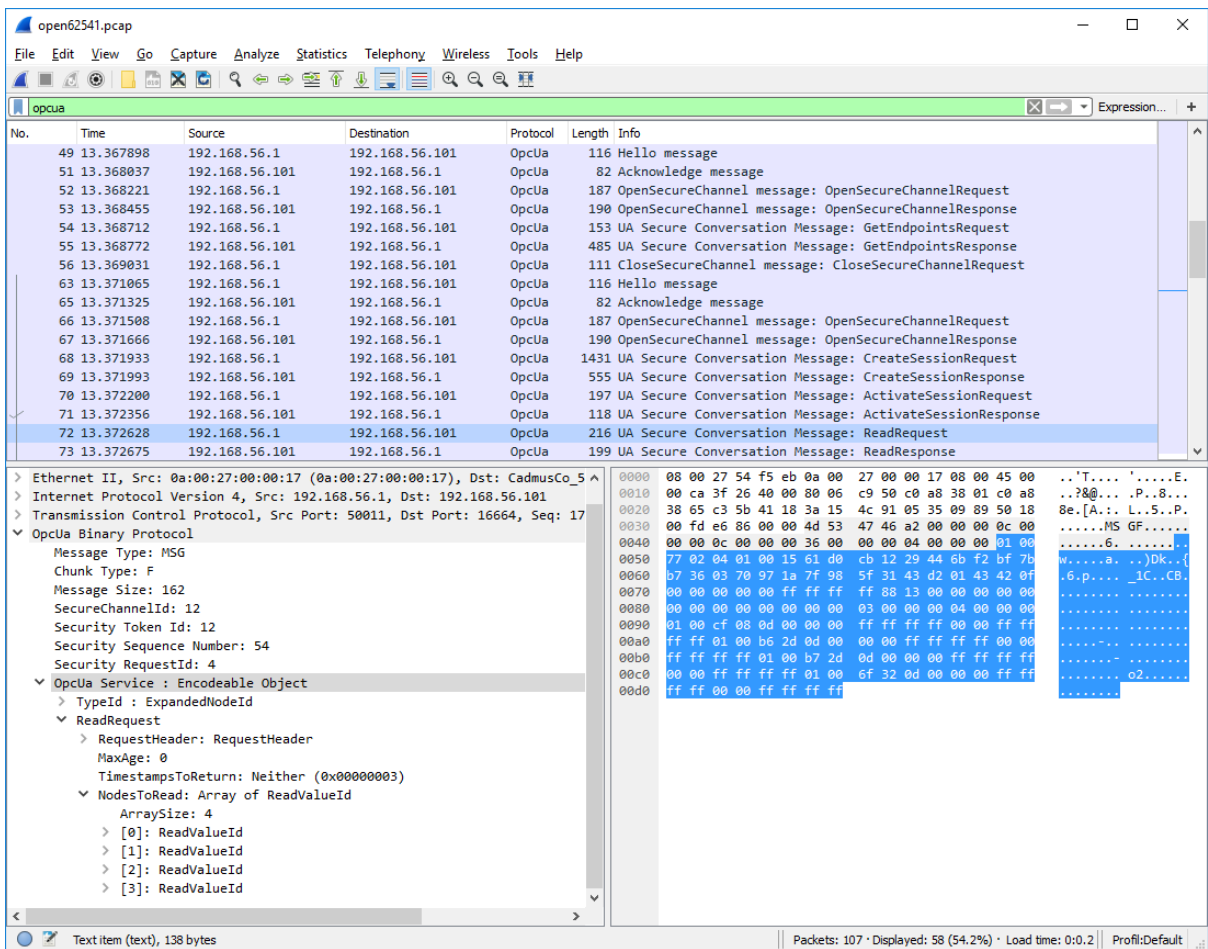 open62541.pcap
File Edit View Go Capture Analyze Statistics Telephony Wireless Tools Help
opcua Expression... +
No. Time Source Destination Protocol Length Info
49 13.367898 192.168.56.1 192.168.56.101 OpcUa 116 Hello message
51 13.368037 192.168.56.101 192.168.56.1 OpcUa 82 Acknowledge message
52 13.368221 192.168.56.1 192.168.56.101 OpcUa 187 OpenSecureChannel message: OpenSecureChannelRequest
53 13.368455 192.168.56.101 192.168.56.1 OpcUa 190 OpenSecureChannel message: OpenSecureChannelResponse
54 13.368712 192.168.56.1 192.168.56.101 OpcUa 153 UA Secure Conversation Message: GetEndpointsRequest
55 13.368772 192.168.56.101 192.168.56.1 OpcUa 485 UA Secure Conversation Message: GetEndpointsResponse
56 13.369031 192.168.56.1 192.168.56.101 OpcUa 111 CloseSecureChannel message: CloseSecureChannelRequest
63 13.371065 192.168.56.1 192.168.56.101 OpcUa 116 Hello message
65 13.371325 192.168.56.101 192.168.56.1 OpcUa 82 Acknowledge message
66 13.371508 192.168.56.1 192.168.56.101 OpcUa 187 OpenSecureChannel message: OpenSecureChannelRequest
67 13.371666 192.168.56.101 192.168.56.1 OpcUa 190 OpenSecureChannel message: OpenSecureChannelResponse
68 13.371933 192.168.56.1 192.168.56.101 OpcUa 1431 UA Secure Conversation Message: CreateSessionRequest
69 13.371993 192.168.56.101 192.168.56.1 OpcUa 555 UA Secure Conversation Message: CreateSessionResponse
70 13.372200 192.168.56.1 192.168.56.101 OpcUa 197 UA Secure Conversation Message: ActivateSessionRequest
71 13.372356 192.168.56.101 192.168.56.1 OpcUa 118 UA Secure Conversation Message: ActivateSessionResponse
72 13.372628 192.168.56.1 192.168.56.101 OpcUa 216 UA Secure Conversation Message: ReadRequest
73 13.372675 192.168.56.101 192.168.56.1 OpcUa 199 UA Secure Conversation Message: ReadResponse
Ethernet II, Src: 0a:00:27:00:00:17 (0a:00:27:00:00:17), Dst: CadmusCo_5
Internet Protocol Version 4, Src: 192.168.56.1, Dst: 192.168.56.101
Transmission Control Protocol, Src Port: 50011, Dst Port: 16664, Seq: 17
OpcUa Binary Protocol
Message Type: MSG
Chunk Type: F
Message Size: 162
SecureChannelId: 12
Security Token Id: 12
Security Sequence Number: 54
Security RequestId: 4
OpcUa Service : Encodeable Object
TypeId : ExpandedNodeId
ReadRequest
RequestHeader: RequestHeader
MaxAge: 0
TimestampsToReturn: Neither (0x00000003)
NodesToRead: Array of ReadValueId
ArraySize: 4
[0]: ReadValueId
[1]: ReadValueId
[2]: ReadValueId
[3]: ReadValueId
0000 08 00 27 54 f5 eb 0a 00 27 00 00 17 08 00 45 00 ..'T.... '.....E.
0010 00 ca 3f 26 40 00 80 06 c9 50 c0 a8 38 01 c0 a8 ..?&@... .P..8...
0020 38 65 c3 5b 41 18 3a 15 4c 91 05 35 09 89 50 18 8e.[A.:. L..5..P.
0030 00 fd e6 86 00 00 4d 53 47 46 a2 00 00 00 0c 00 ......MS GF......
0040 00 00 0c 00 00 00 36 00 00 00 04 00 00 00 01 00 ......6. ........
0050 77 02 04 01 00 15 61 d0 cb 12 29 44 6b f2 bf 7b w.....a. ..)Dk..{
0060 b7 36 03 70 97 1a 7f 98 5f 31 43 d2 01 43 42 0f .6.p.... _1C..CB.
0070 00 00 00 00 00 ff ff ff ff 88 13 00 00 00 00 00 ........ ........
0080 00 00 00 00 00 00 00 00 03 00 00 00 04 00 00 00 ........ ........
0090 01 00 cf 08 0d 00 00 00 ff ff ff ff 00 00 ff ff ........ ........
00a0 ff ff 01 00 b6 2d 0d 00 00 00 ff ff ff ff 00 00 .....-.. ........
00b0 ff ff ff ff 01 00 b7 2d 0d 00 00 00 ff ff ff ff .......- ........
00c0 00 00 ff ff ff ff 01 00 6f 32 0d 00 00 00 ff ff ........ o2......
00d0 ff ff 00 00 ff ff ff ff ........
Text item (text), 138 bytes
Packets: 107 · Displayed: 58 (54.2%) · Load time: 0:0.2 Profil:Default